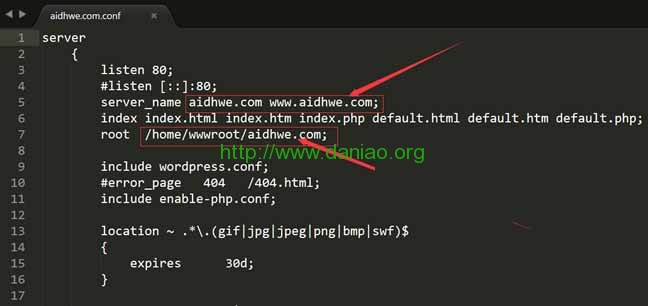 aidhwe.com.conf ×
1 server
2 {
3 listen 80;
4 #listen [::]:80;
5 server_name aidhwe.com www.aidhwe.com;
6 index index.html index.htm index.php default.html default.htm default.php;
7 root /home/wwwroot/aidhwe.com;
http://www.daniao.org
9 include wordpress.conf;
10 #error_page 404 /404.html;
11 include enable-php.conf;
12
13 location ~ .*\.(gif|jpg|jpeg|png|bmp|swf)$
14 {
15 expires 30d;
16 }
17